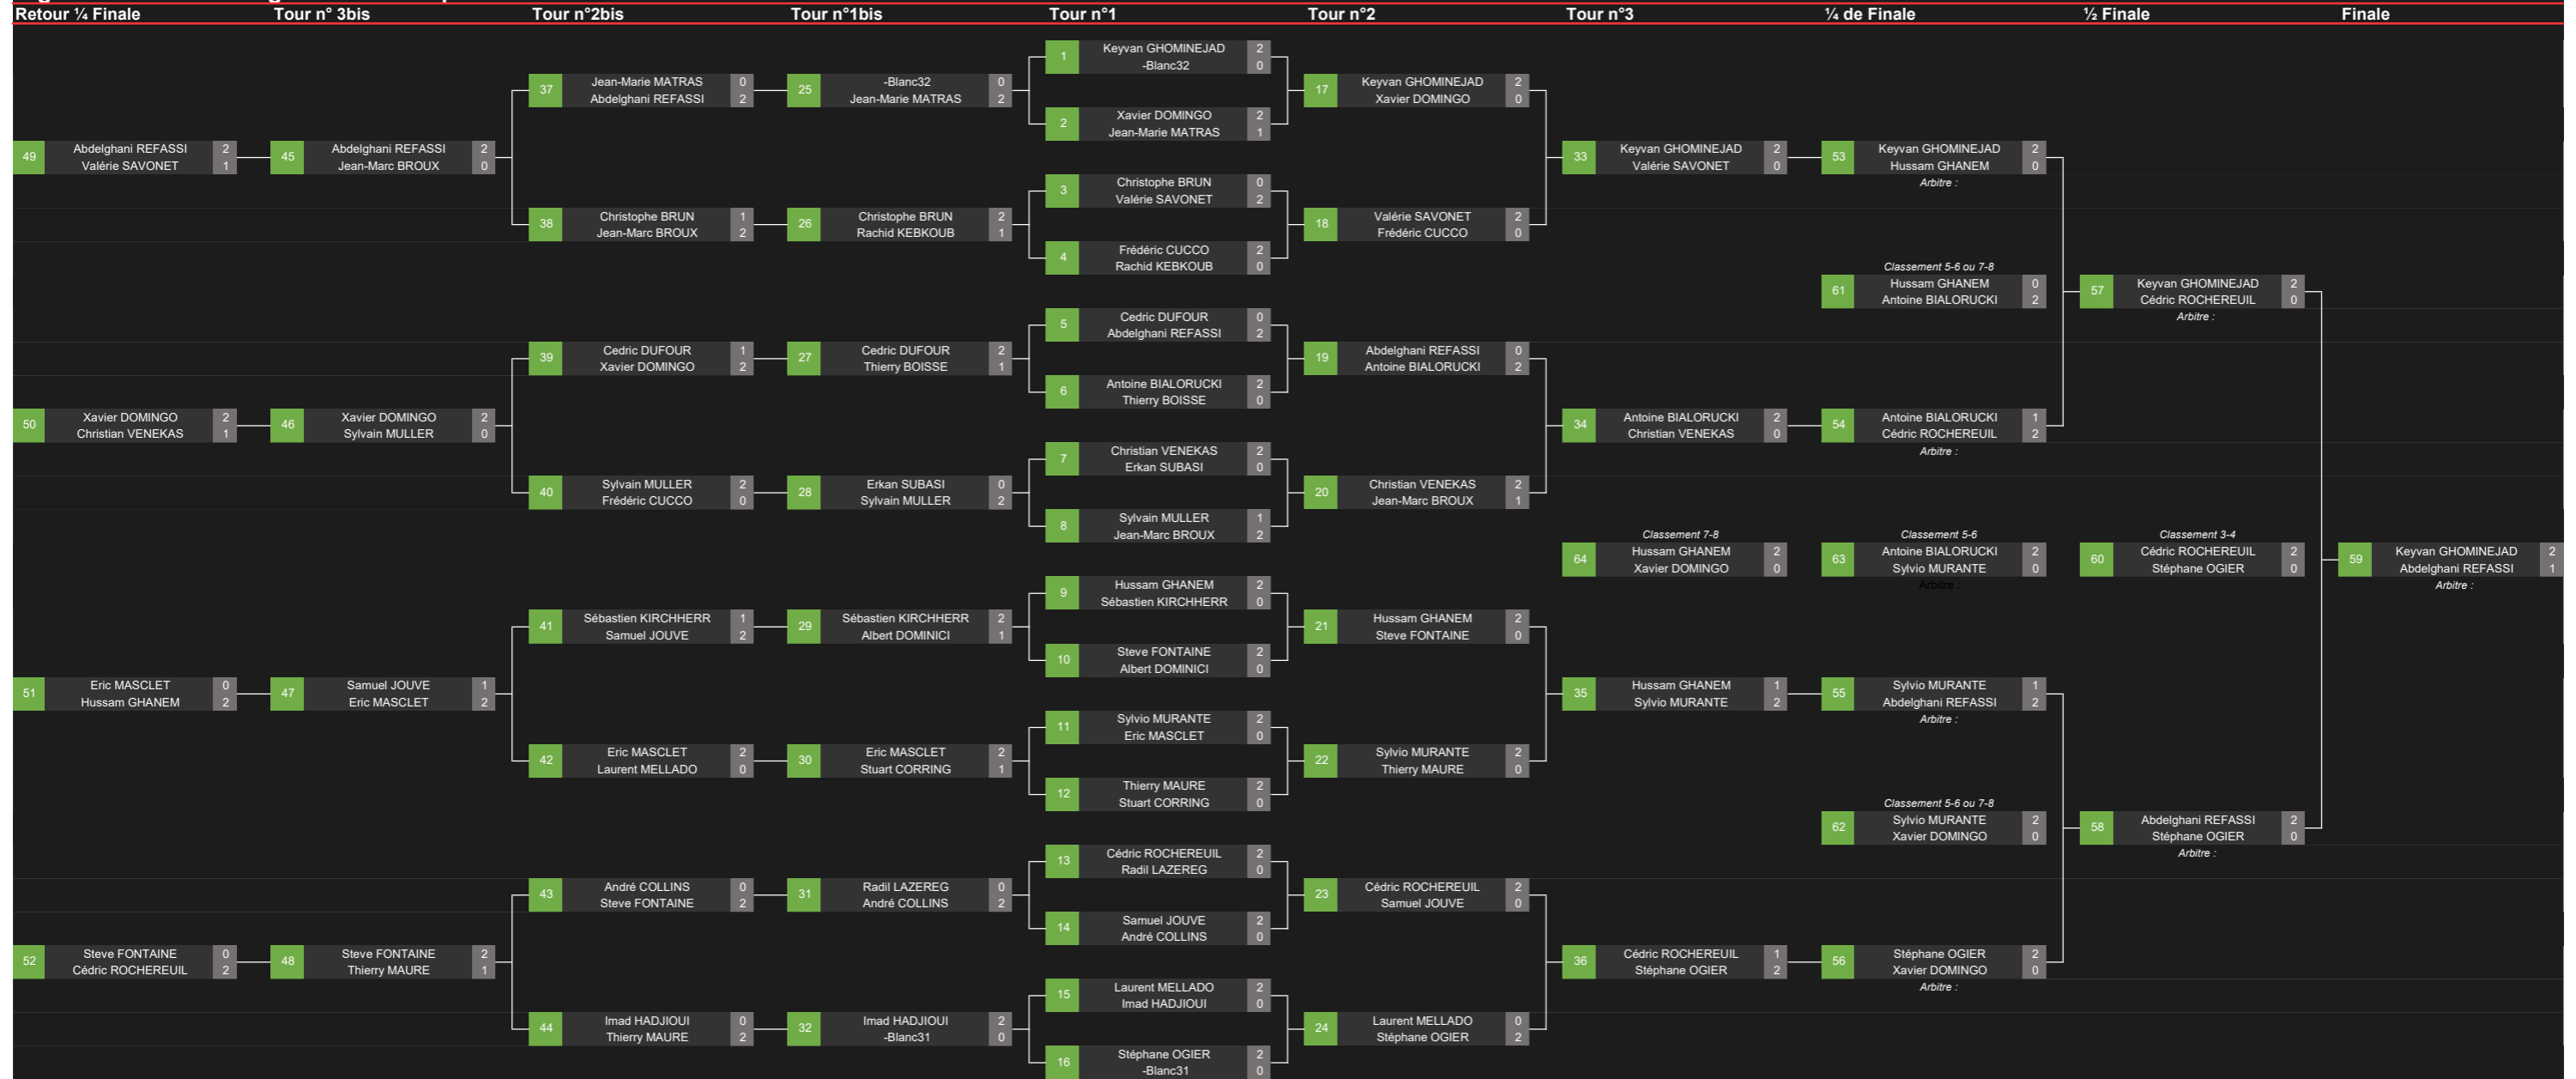 Retour ¼ Finale
Tour n° 3bis
Tour n°2bis
Tour n°1bis
Tour n°1
Tour n°2
Tour n°3
¼ de Finale
½ Finale
Finale
49
Abdelghani REFASSI 2
Valérie SAVONET 1
50
Xavier DOMINGO 2
Christian VENEKAS 1
51
Eric MASCLET 0
Hussam GHANEM 2
52
Steve FONTAINE 0
Cédric ROCHEREUIL 2
45
Abdelghani REFASSI 2
Jean-Marc BROUX 0
46
Xavier DOMINGO 2
Sylvain MULLER 0
47
Samuel JOUVE 1
Eric MASCLET 2
48
Steve FONTAINE 2
Thierry MAURE 1
37
Jean-Marie MATRAS 0
Abdelghani REFASSI 2
38
Christophe BRUN 1
Jean-Marc BROUX 2
39
Cedric DUFOUR 1
Xavier DOMINGO 2
40
Sylvain MULLER 2
Frédéric CUCCO 0
41
Sébastien KIRCHHERR 1
Samuel JOUVE 2
42
Eric MASCLET 2
Laurent MELLADO 0
43
André COLLINS 0
Steve FONTAINE 2
44
Imad HADJIOUI 0
Thierry MAURE 2
25
-Blanc32 0
Jean-Marie MATRAS 2
26
Christophe BRUN 2
Rachid KEBKOUB 1
27
Cedric DUFOUR 2
Thierry BOISSE 1
28
Erkan SUBASI 0
Sylvain MULLER 2
29
Sébastien KIRCHHERR 2
Albert DOMINICI 1
30
Eric MASCLET 2
Stuart CORRING 1
31
Radil LAZEREG 0
André COLLINS 2
32
Imad HADJIOUI 2
-Blanc31 0
1
Keyvan GHOMINEJAD 2
-Blanc32 0
2
Xavier DOMINGO 2
Jean-Marie MATRAS 1
3
Christophe BRUN 0
Valérie SAVONET 2
4
Frédéric CUCCO 2
Rachid KEBKOUB 0
5
Cedric DUFOUR 0
Abdelghani REFASSI 2
6
Antoine BIALORUCKI 2
Thierry BOISSE 0
7
Christian VENEKAS 2
Erkan SUBASI 0
8
Sylvain MULLER 1
Jean-Marc BROUX 2
9
Hussam GHANEM 2
Sébastien KIRCHHERR 0
10
Steve FONTAINE 2
Albert DOMINICI 0
11
Sylvio MURANTE 2
Eric MASCLET 0
12
Thierry MAURE 2
Stuart CORRING 0
13
Cédric ROCHEREUIL 2
Radil LAZEREG 0
14
Samuel JOUVE 2
André COLLINS 0
15
Laurent MELLADO 2
Imad HADJIOUI 0
16
Stéphane OGIER 2
-Blanc31 0
17
Keyvan GHOMINEJAD 2
Xavier DOMINGO 0
18
Valérie SAVONET 2
Frédéric CUCCO 0
19
Abdelghani REFASSI 0
Antoine BIALORUCKI 2
20
Christian VENEKAS 2
Jean-Marc BROUX 1
21
Hussam GHANEM 2
Steve FONTAINE 0
22
Sylvio MURANTE 2
Thierry MAURE 0
23
Cédric ROCHEREUIL 2
Samuel JOUVE 0
24
Laurent MELLADO 0
Stéphane OGIER 2
33
Keyvan GHOMINEJAD 2
Valérie SAVONET 0
34
Antoine BIALORUCKI 2
Christian VENEKAS 0
Classement 7-8
64
Hussam GHANEM 2
Xavier DOMINGO 0
35
Hussam GHANEM 1
Sylvio MURANTE 2
36
Cédric ROCHEREUIL 1
Stéphane OGIER 2
53
Keyvan GHOMINEJAD 2
Hussam GHANEM 0
Arbitre :
Classement 5-6 ou 7-8
61
Hussam GHANEM 0
Antoine BIALORUCKI 2
54
Antoine BIALORUCKI 1
Cédric ROCHEREUIL 2
Arbitre :
Classement 5-6
63
Antoine BIALORUCKI 2
Sylvio MURANTE 0
Arbitre :
55
Sylvio MURANTE 1
Abdelghani REFASSI 2
Arbitre :
Classement 5-6 ou 7-8
62
Sylvio MURANTE 2
Xavier DOMINGO 0
56
Stéphane OGIER 2
Xavier DOMINGO 0
Arbitre :
57
Keyvan GHOMINEJAD 2
Cédric ROCHEREUIL 0
Arbitre :
Classement 3-4
60
Cédric ROCHEREUIL 2
Stéphane OGIER 0
58
Abdelghani REFASSI 2
Stéphane OGIER 0
Arbitre :
59
Keyvan GHOMINEJAD 2
Abdelghani REFASSI 1
Arbitre :